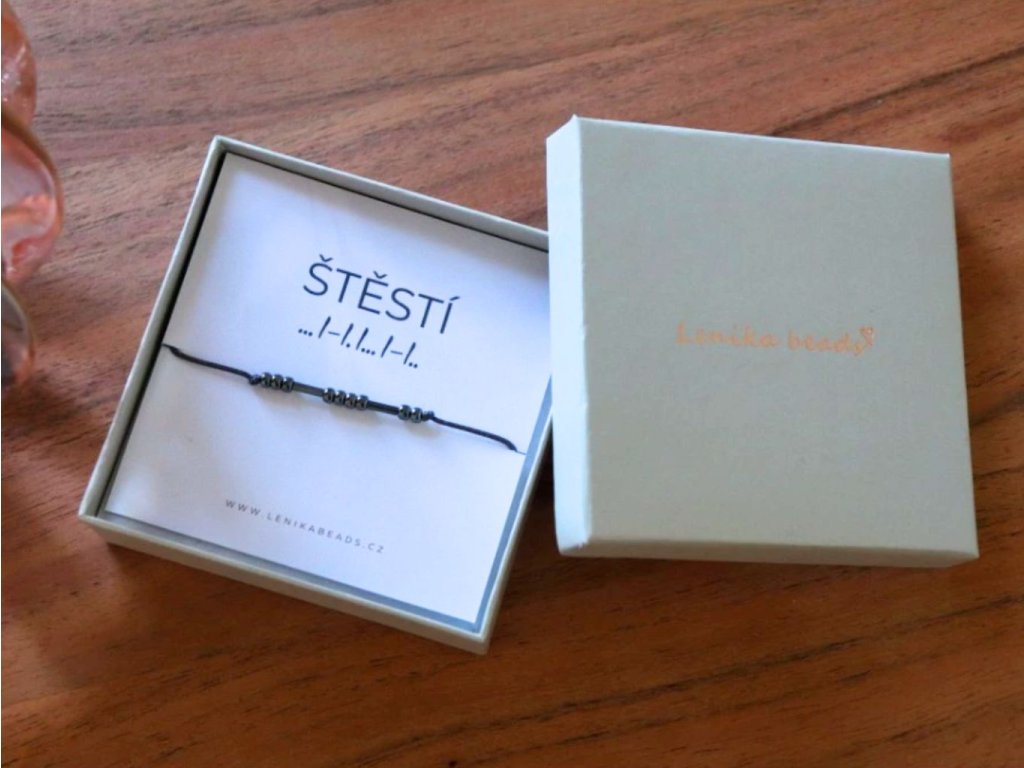 ŠTĚSTÍ
... /–/. /... /–/..
WWW.LENIKABEADS.CZ
Lenika beads